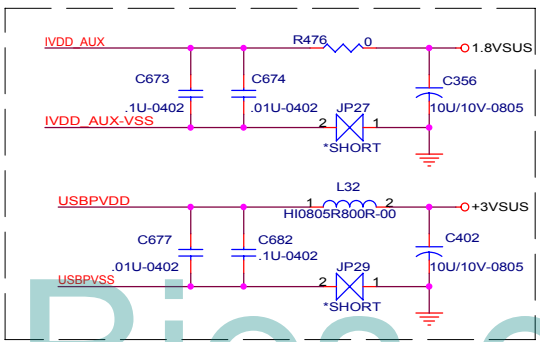 IVDD_AUX
R476 0
1.8VSUS
C673
.1U-0402
C674
.01U-0402
C356
10U/10V-0805
IVDD_AUX-VSS
2 JP27 1
*SHORT
USBPVDD
1 L32 2
HI0805R800R-00
+3VSUS
C677
.01U-0402
C682
.1U-0402
C402
10U/10V-0805
USBPVSS
2 JP29 1
*SHORT